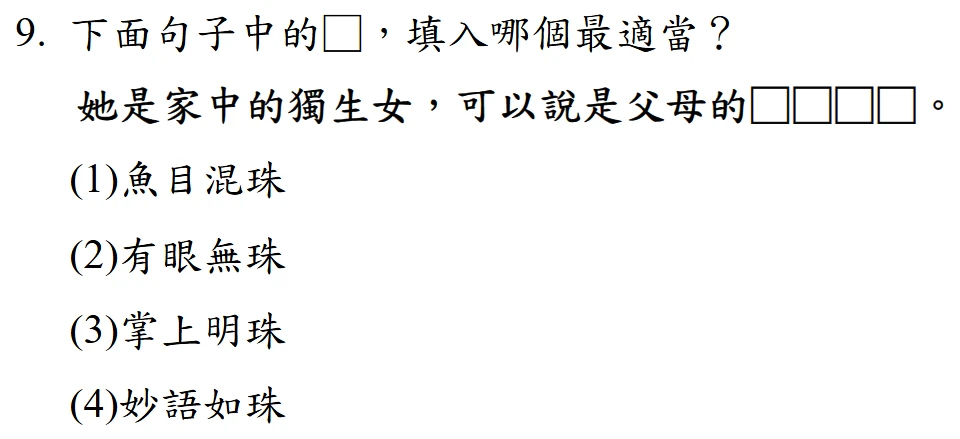 9. 下面句子中的□，填入哪個最適當？
她是家中的獨生女，可以說是父母的□□□□。
(1)魚目混珠
(2)有眼無珠
(3)掌上明珠
(4)妙語如珠